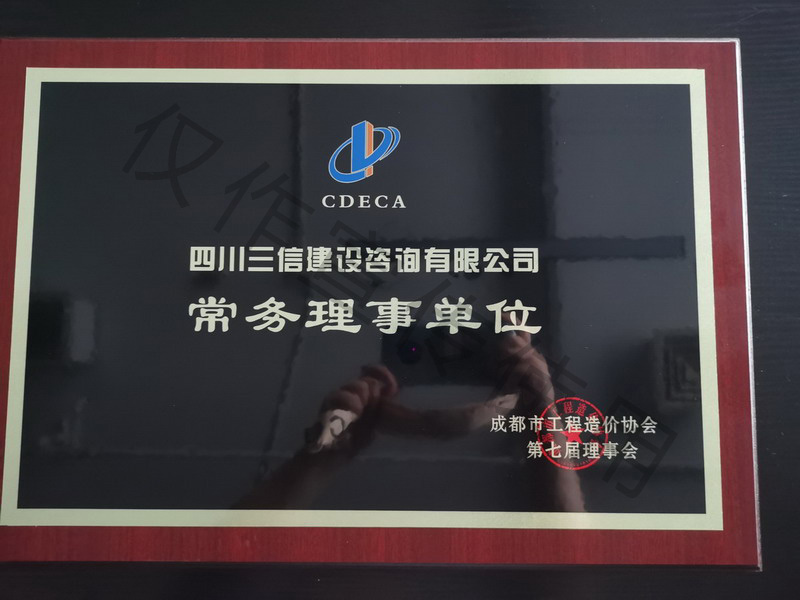 CDECA
四川三信建设咨询有限公司
常务理事单位
成都市工程造价协会
第七届理事会